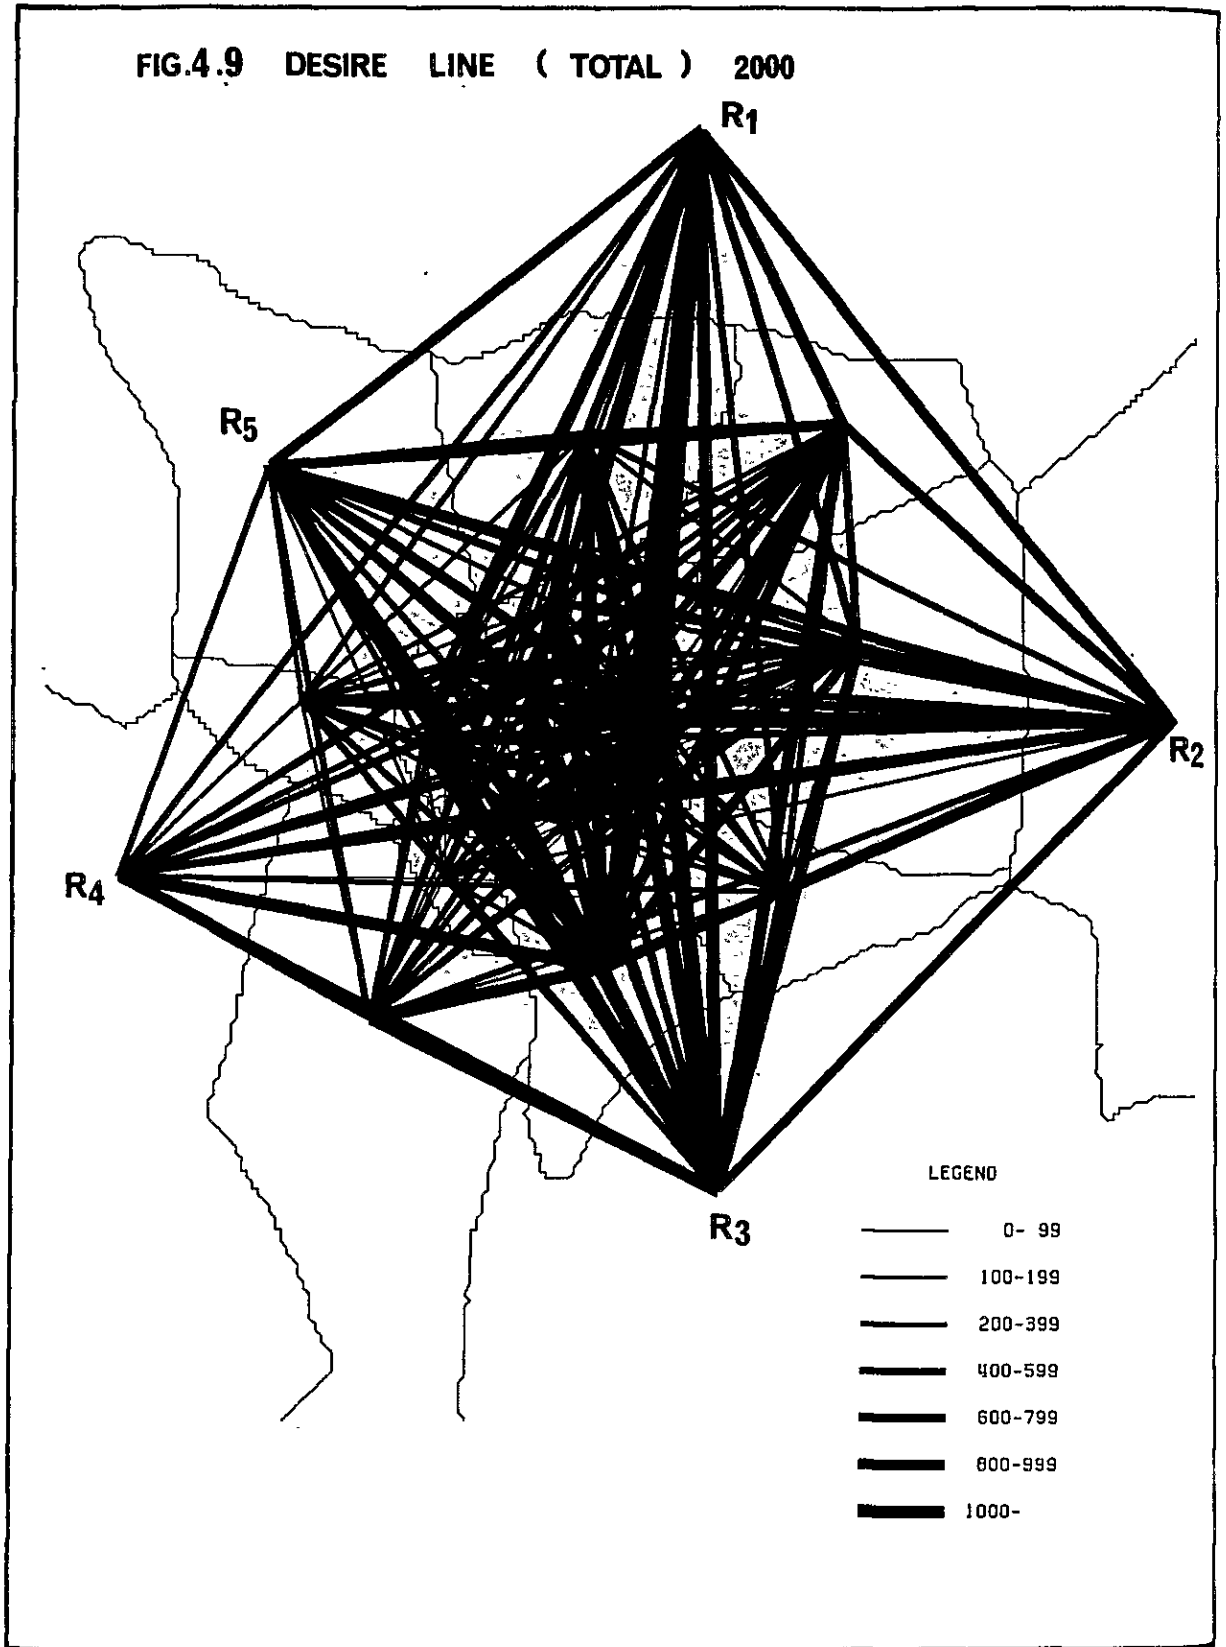 FIG.4.9 DESIRE LINE ( TOTAL ) 2000
R1
R5
R2
R4
R3
LEGEND
0- 99
100-199
200-399
400-599
600-799
800-999
1000-